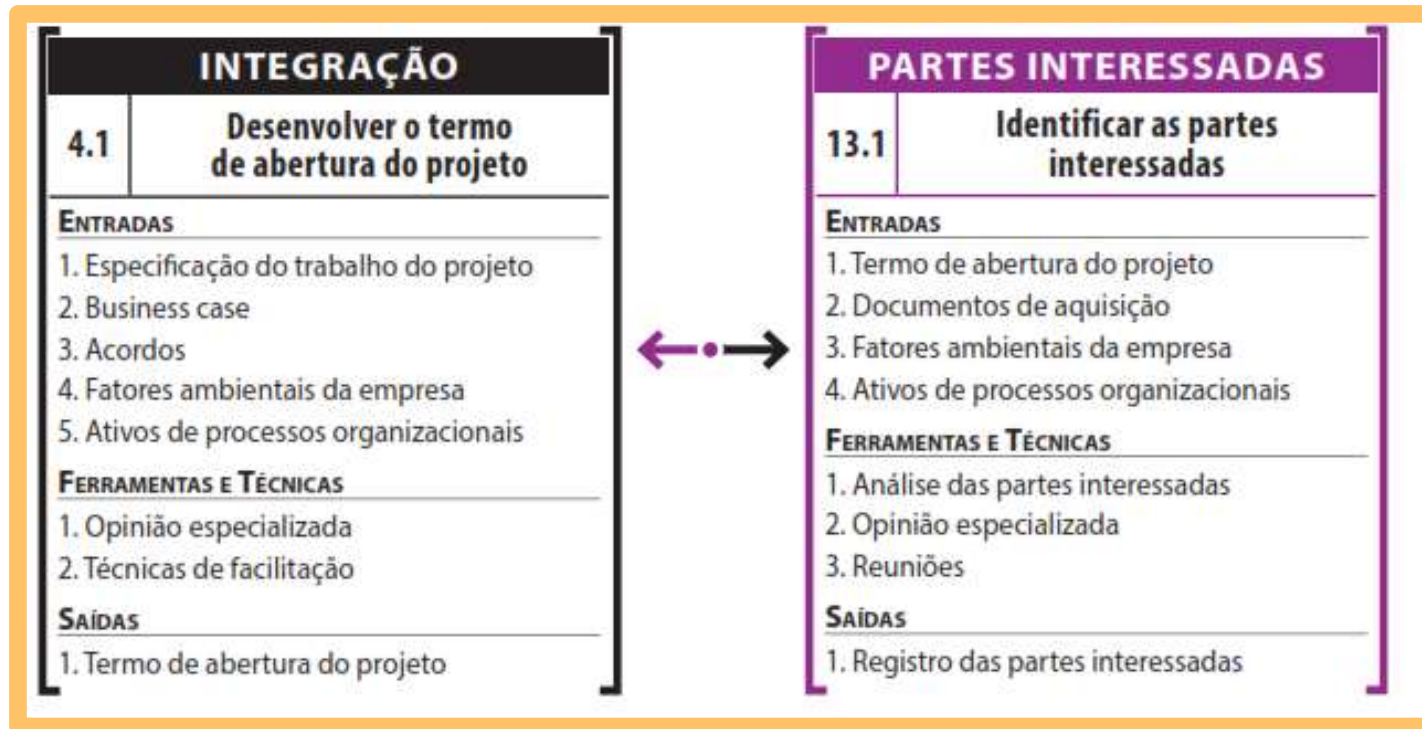 INTEGRAÇÃO
4.1
Desenvolver o termo
de abertura do projeto
ENTRADAS
1. Especificação do trabalho do projeto
2. Business case
3. Acordos
4. Fatores ambientais da empresa
5. Ativos de processos organizacionais
FERRAMENTAS E TÉCNICAS
1. Opinião especializada
2. Técnicas de facilitação
SAÍDAS
1. Termo de abertura do projeto
PARTES INTERESSADAS
13.1
Identificar as partes
interessadas
ENTRADAS
1. Termo de abertura do projeto
2. Documentos de aquisição
3. Fatores ambientais da empresa
4. Ativos de processos organizacionais
FERRAMENTAS E TÉCNICAS
1. Análise das partes interessadas
2. Opinião especializada
3. Reuniões
SAÍDAS
1. Registro das partes interessadas